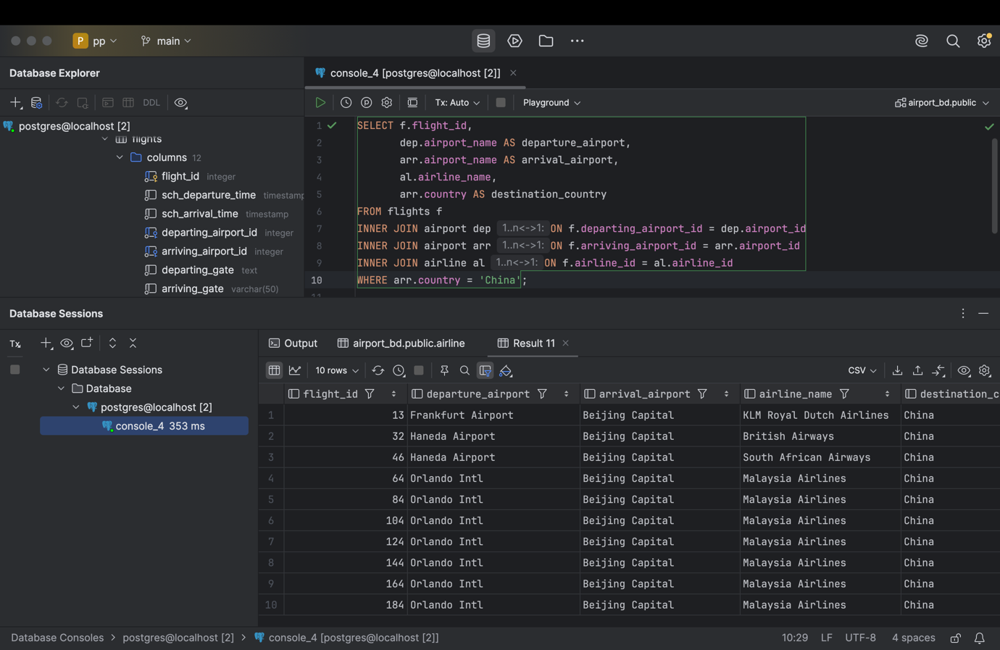 P pp main
Database Explorer
console_4 [postgres@localhost [2]]
DDL
Tx: Auto Playground airport_bd.public
postgres@localhost [2]
flights
columns 12
flight_id integer
sch_departure_time timestamp
sch_arrival_time timestamp
departing_airport_id integer
arriving_airport_id integer
departing_gate text
arriving_gate varchar(50)
1 SELECT f.flight_id,
2 dep.airport_name AS departure_airport,
3 arr.airport_name AS arrival_airport,
4 al.airline_name,
5 arr.country AS destination_country
6 FROM flights f
7 INNER JOIN airport dep 1..n<->1: ON f.departing_airport_id = dep.airport_id
8 INNER JOIN airport arr 1..n<->1: ON f.arriving_airport_id = arr.airport_id
9 INNER JOIN airline al 1..n<->1: ON f.airline_id = al.airline_id
10 WHERE arr.country = 'China';
11
Database Sessions
Tx
Database Sessions
Database
postgres@localhost [2]
console_4 353 ms
Output airport_bd.public.airline Result 11
10 rows CSV
flight_id departure_airport arrival_airport airline_name destination_c
1 13 Frankfurt Airport Beijing Capital KLM Royal Dutch Airlines China
2 32 Haneda Airport Beijing Capital British Airways China
3 46 Haneda Airport Beijing Capital South African Airways China
4 64 Orlando Intl Beijing Capital Malaysia Airlines China
5 84 Orlando Intl Beijing Capital Malaysia Airlines China
6 104 Orlando Intl Beijing Capital Malaysia Airlines China
7 124 Orlando Intl Beijing Capital Malaysia Airlines China
8 144 Orlando Intl Beijing Capital Malaysia Airlines China
9 164 Orlando Intl Beijing Capital Malaysia Airlines China
10 184 Orlando Intl Beijing Capital Malaysia Airlines China
Database Consoles > postgres@localhost [2] > console_4 [postgres@localhost [2]]
10:29 LF UTF-8 4 spaces